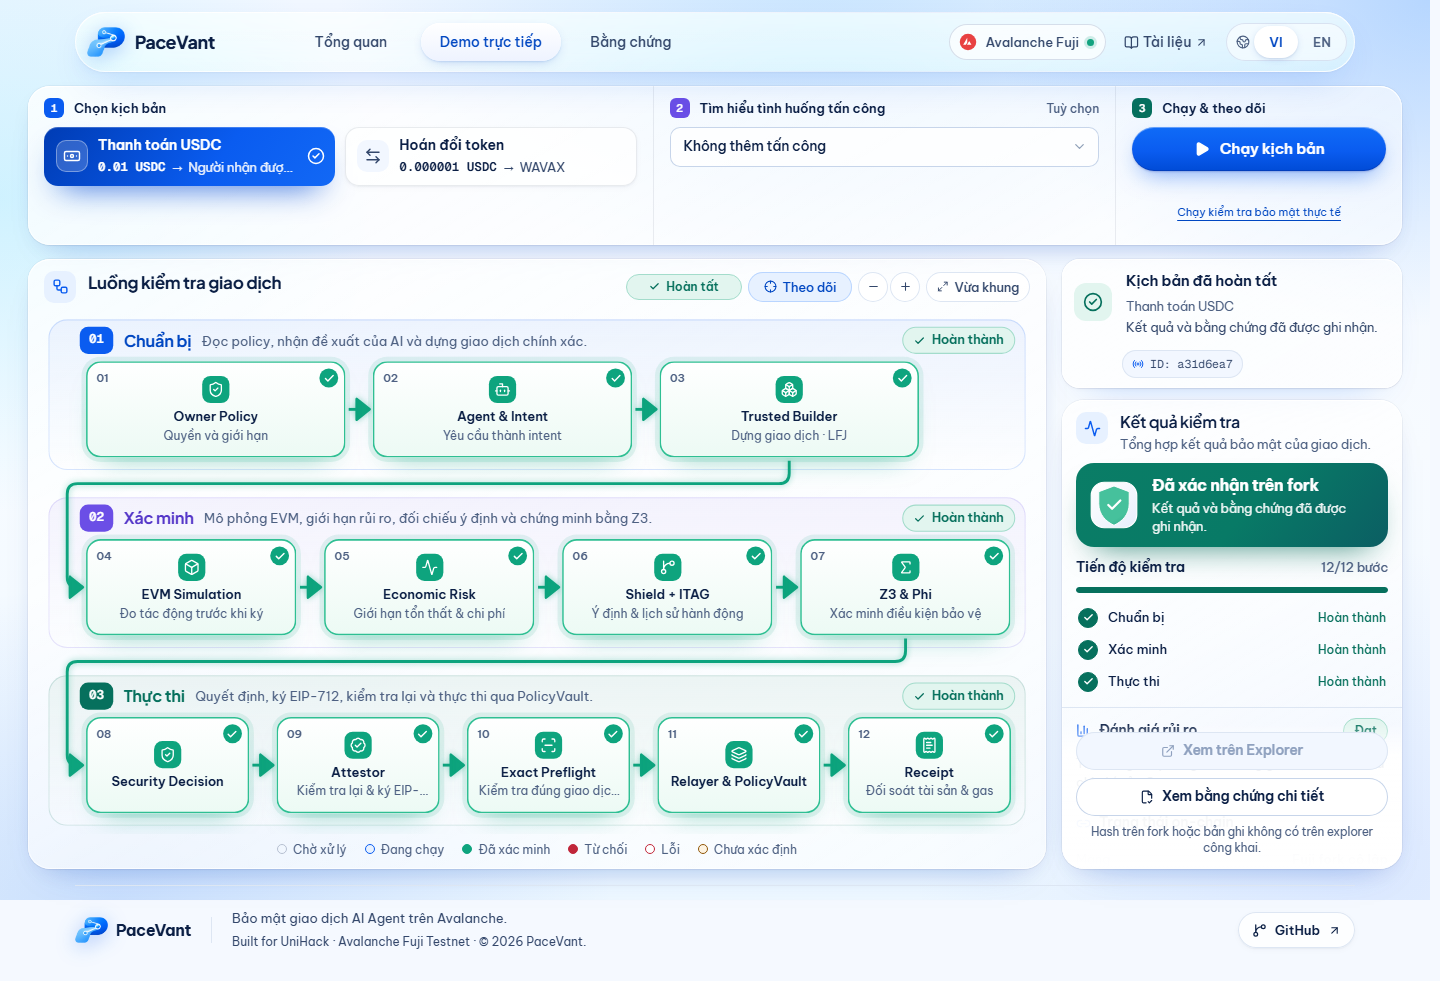 PaceVant
Tổng quan
Demo trực tiếp
Bằng chứng
Avalanche Fuji
Tài liệu
VI
EN
1 Chọn kịch bản
Thanh toán USDC
0.01 USDC → Người nhận đượ...
Hoán đổi token
0.000001 USDC → WAVAX
2 Tìm hiểu tình huống tấn công
Tuỳ chọn
Không thêm tấn công
3 Chạy & theo dõi
Chạy kịch bản
Chạy kiểm tra bảo mật thực tế
Luồng kiểm tra giao dịch
Hoàn tất
Theo dõi
Vừa khung
01 Chuẩn bị Đọc policy, nhận đề xuất của AI và dựng giao dịch chính xác.
Hoàn thành
01
Owner Policy
Quyền và giới hạn
02
Agent & Intent
Yêu cầu thành intent
03
Trusted Builder
Dựng giao dịch · LFJ
02 Xác minh Mô phỏng EVM, giới hạn rủi ro, đối chiếu ý định và chứng minh bằng Z3.
Hoàn thành
04
EVM Simulation
Đo tác động trước khi ký
05
Economic Risk
Giới hạn tổn thất & chi phí
06
Shield + ITAG
Ý định & lịch sử hành động
07
Z3 & Phi
Xác minh điều kiện bảo vệ
03 Thực thi Quyết định, ký EIP-712, kiểm tra lại và thực thi qua PolicyVault.
Hoàn thành
08
Security Decision
09
Attestor
Kiểm tra lại & ký EIP-...
10
Exact Preflight
Kiểm tra đúng giao dịc...
11
Relayer & PolicyVault
12
Receipt
Đối soát tài sản & gas
Chờ xử lý
Đang chạy
Đã xác minh
Từ chối
Lỗi
Chưa xác định
Kịch bản đã hoàn tất
Thanh toán USDC
Kết quả và bằng chứng đã được ghi nhận.
ID: a31d6ea7
Kết quả kiểm tra
Tổng hợp kết quả bảo mật của giao dịch.
Đã xác nhận trên fork
Kết quả và bằng chứng đã được
ghi nhận.
Tiến độ kiểm tra
12/12 bước
Chuẩn bị
Hoàn thành
Xác minh
Hoàn thành
Thực thi
Hoàn thành
Đánh giá rủi ro
Đạt
Xem trên Explorer
Xem bằng chứng chi tiết
Hash trên fork hoặc bản ghi không có trên explorer
công khai.
PaceVant
Bảo mật giao dịch AI Agent trên Avalanche.
Built for UniHack · Avalanche Fuji Testnet · © 2026 PaceVant.
GitHub